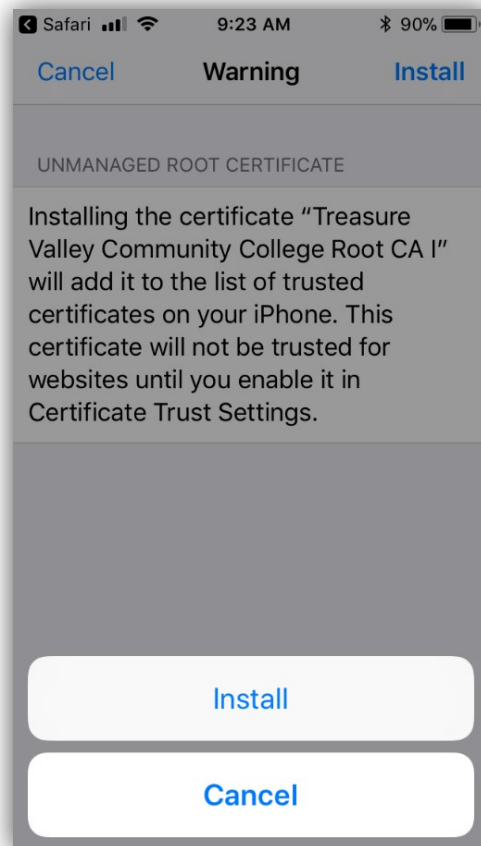 Safari 9:23 AM 90%
Cancel Warning Install
UNMANAGED ROOT CERTIFICATE
Installing the certificate “Treasure
Valley Community College Root CA I”
will add it to the list of trusted
certificates on your iPhone. This
certificate will not be trusted for
websites until you enable it in
Certificate Trust Settings.
Install
Cancel